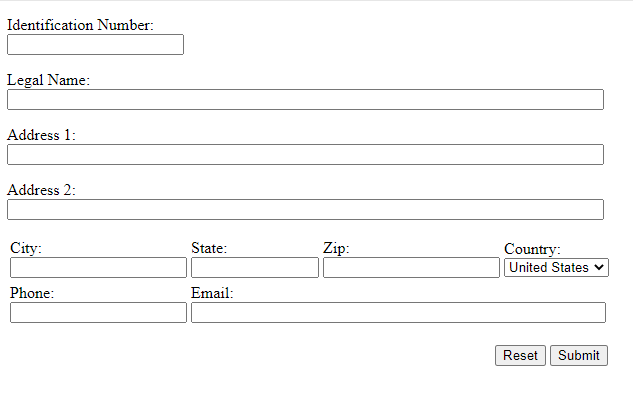 Identification Number:
Legal Name:
Address 1:
Address 2:
City: State: Zip: Country:
United States
Phone: Email:
Reset Submit